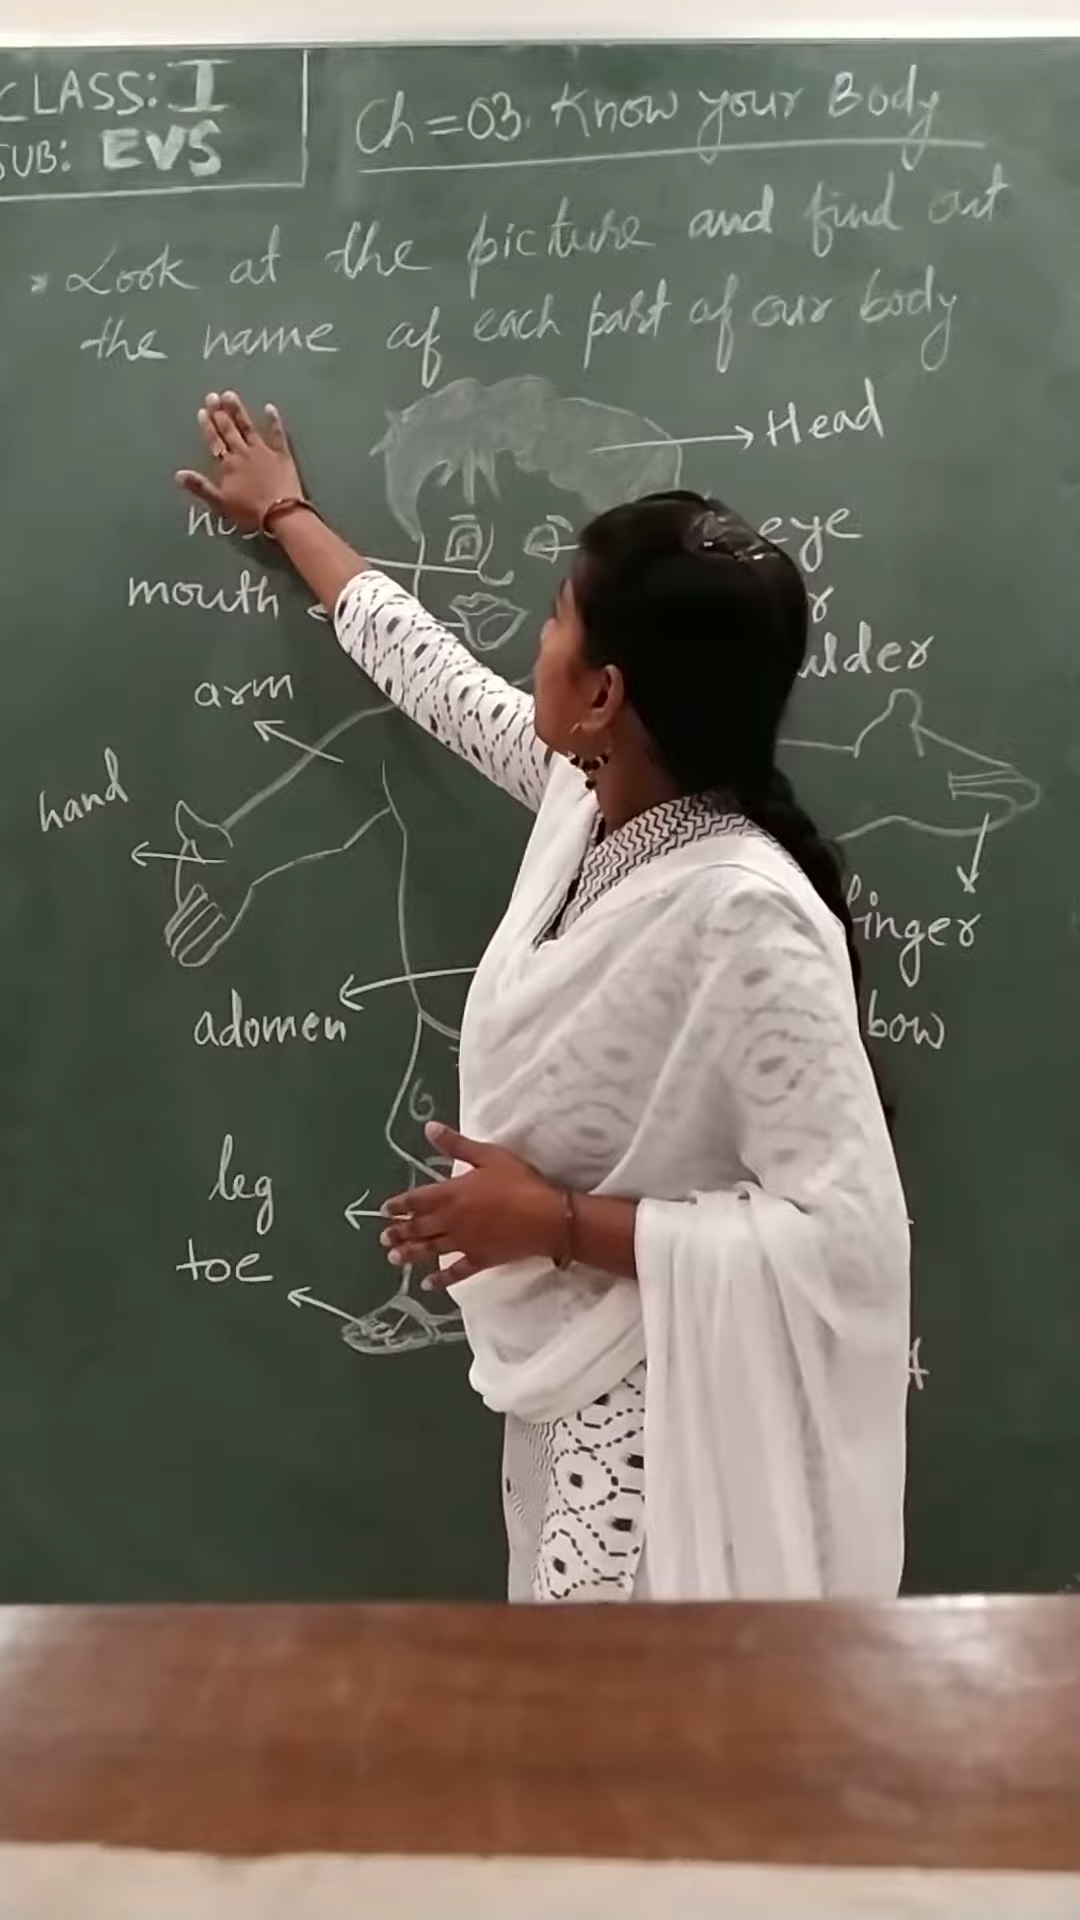 CLASS: I
SUB: EVS
Ch = 03. Know your Body
* Look at the picture and find out
the name of each part of our body
Head
eye
mouth
arm
hand
finger
adomen
leg
toe